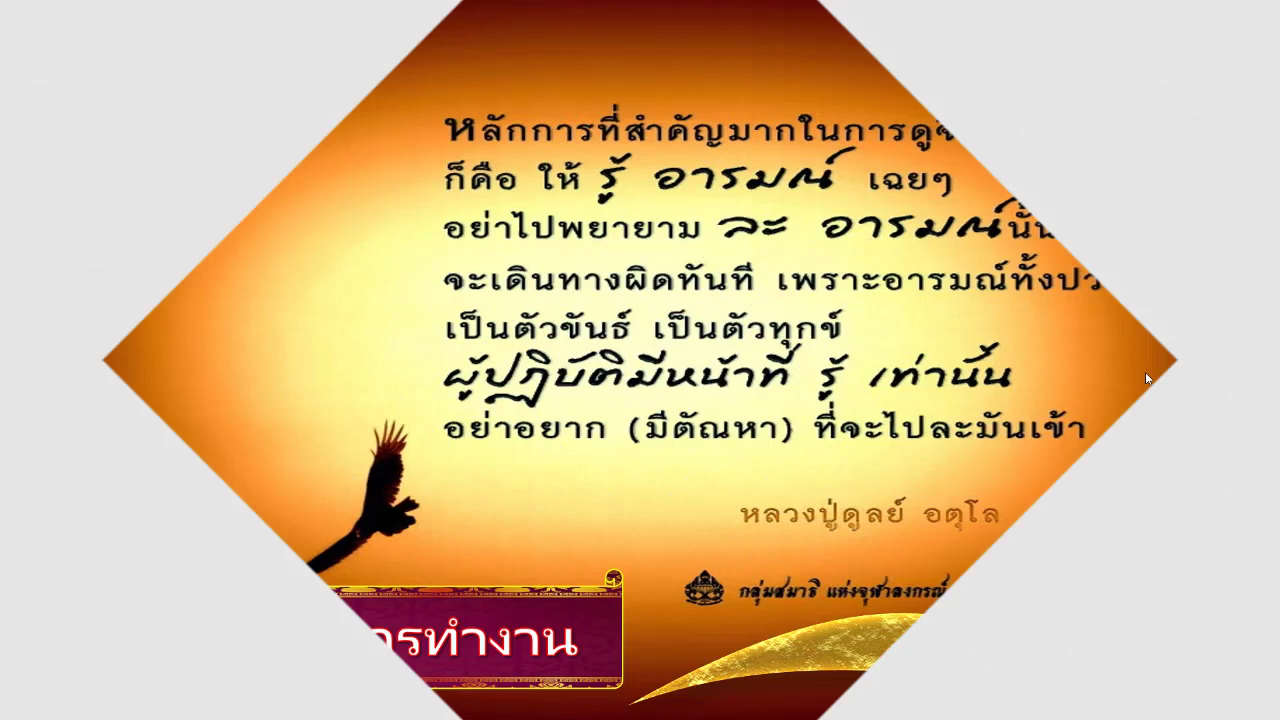 หลักการที่สำคัญมากในการดู
ก็คือ ให้ รู้ อารมณ์ เฉยๆ
อย่าไปพยายาม ละ อารมณ์นั้น
จะเดินทางผิดทันที เพราะอารมณ์ทั้งปว
เป็นตัวขันธ์ เป็นตัวทุกข์
ผู้ปฏิบัติมีหน้าที่ รู้ เท่านั้น
อย่าอยาก (มีตัณหา) ที่จะไปละมันเข้า
หลวงปู่ดูลย์ อตุโล
กลุ่มสมาธิ แห่งจุฬาลงกรณ์
ารทำงาน